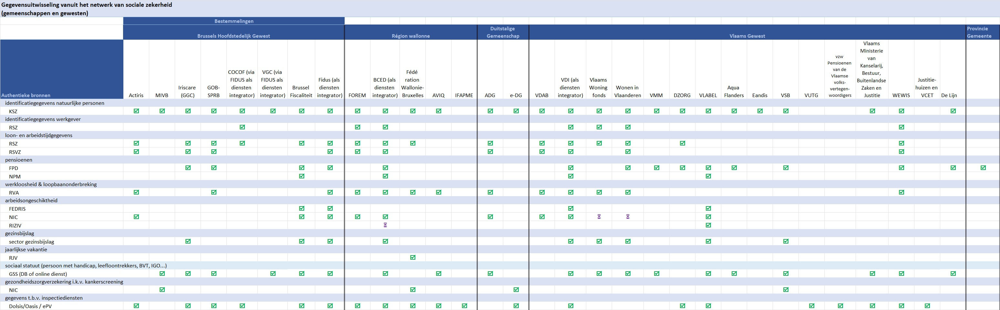 Gegevensuitwisseling vanuit het netwerk van sociale zekerheid
(gemeenschappen en gewesten)
Bestemmelingen
Brussels Hoofdstedelijk Gewest
Région wallonne
Duitstalige
Gemeenschap
Vlaams Gewest
Provincie
Gemeente
Authentieke bronnen
Actiris
MIVB
Iriscare
(GGC)
GOB-
SPRB
COCOF (via
FIDUS als
diensten
integrator)
VGC (via
FIDUS als
diensten
integrator)
Brussel
Fiscaliteit
Fidus (als
diensten
integrator)
FOREM
BCED (als
diensten
integrator)
Fédé
ration
Wallonie-
Bruxelles
AVIQ
IFAPME
ADG
e-DG
VDAB
VDI (als
diensten
integrator)
Vlaams
Woning
fonds
Wonen in
Vlaanderen
VMM
DZORG
VLABEL
Aqua
Flanders
Eandis
VSB
VUTG
vzw
Pensioenen
van de
Vlaamse
volks-
vertegen-
woordigers
Vlaams
Ministerie
van
Kanselarij,
Bestuur,
Buitenlandse
Zaken en
Justitie
WEWIS
Justitie-
huizen en
VCET
De Lijn
identificatiegegevens natuurlijke personen
KSZ
identificatiegegevens werkgever
RSZ
loon- en arbeidstijdgegevens
RSZ
RSVZ
pensioenen
FPD
NPM
werkloosheid & loopbaanonderbreking
RVA
arbeidsongeschiktheid
FEDRIS
NIC
RIZIV
gezinsbijslag
sector gezinsbijslag
jaarlijkse vakantie
RJV
sociaal statuut (persoon met handicap, leefloontrekkers, BVT, IGO...)
GSS (DB of online dienst)
gezondheidszorgverzekering i.k.v. kankerscreening
NIC
gegevens t.b.v. inspectiediensten
Dolsis/Oasis / ePV